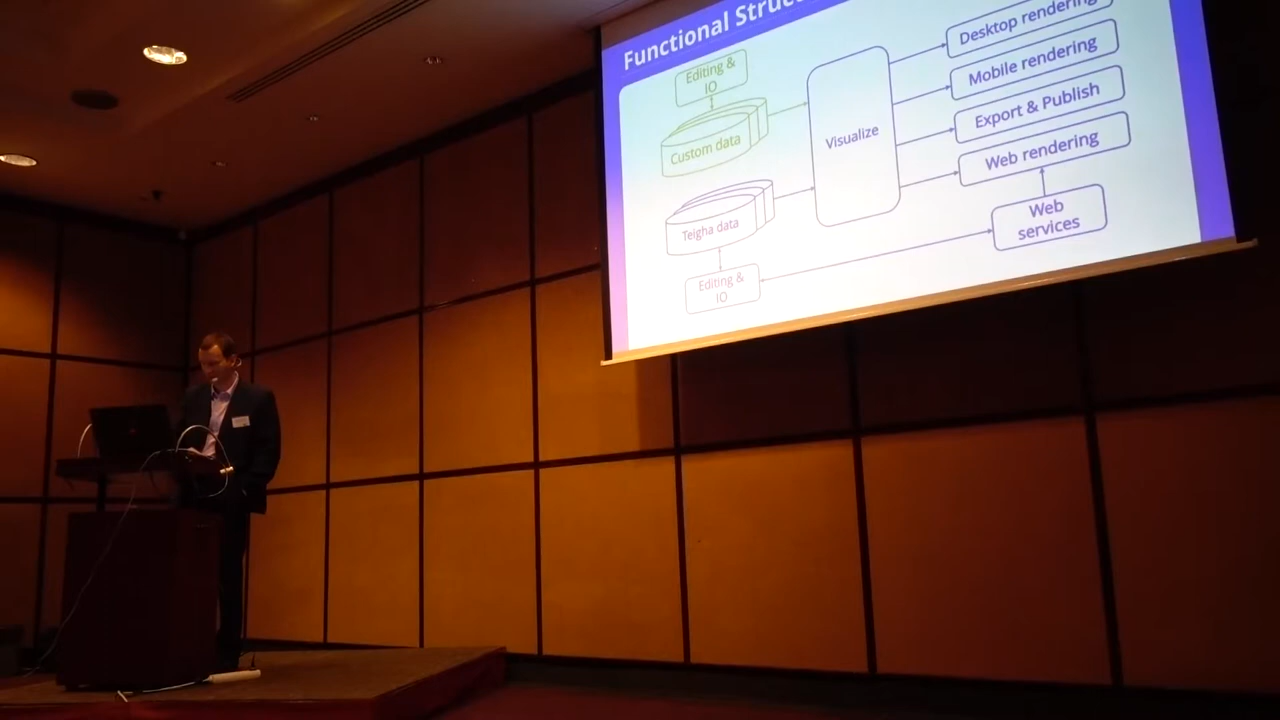 Functional Struc
Editing &
IO
Custom data
Teigha data
Editing &
IO
Visualize
Desktop rendering
Mobile rendering
Export & Publish
Web rendering
Web
services